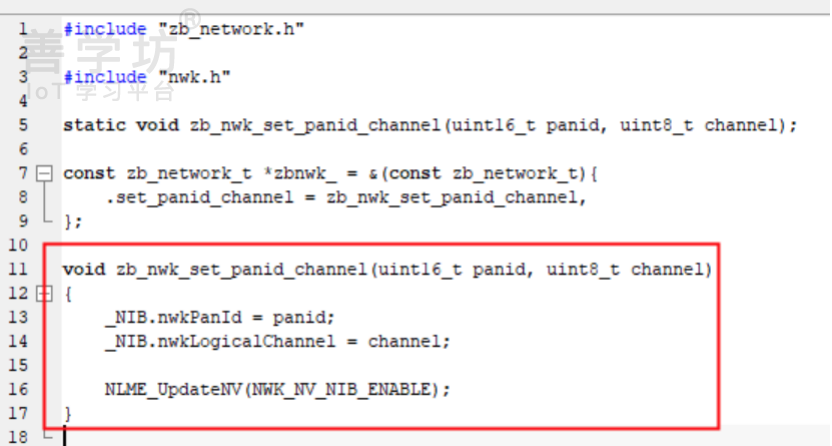 善学坊®
IoT 学习平台
1 #include "zb_network.h"
2
3 #include "nwk.h"
4
5 static void zb_nwk_set_panid_channel(uint16_t panid, uint8_t channel);
6
7 const zb_network_t *zbnwk_ = &(const zb_network_t){
8 .set_panid_channel = zb_nwk_set_panid_channel,
9 };
10
11 void zb_nwk_set_panid_channel(uint16_t panid, uint8_t channel)
12 {
13 _NIB.nwkPanId = panid;
14 _NIB.nwkLogicalChannel = channel;
15
16 NLME_UpdateNV(NWK_NV_NIB_ENABLE);
17 }
18